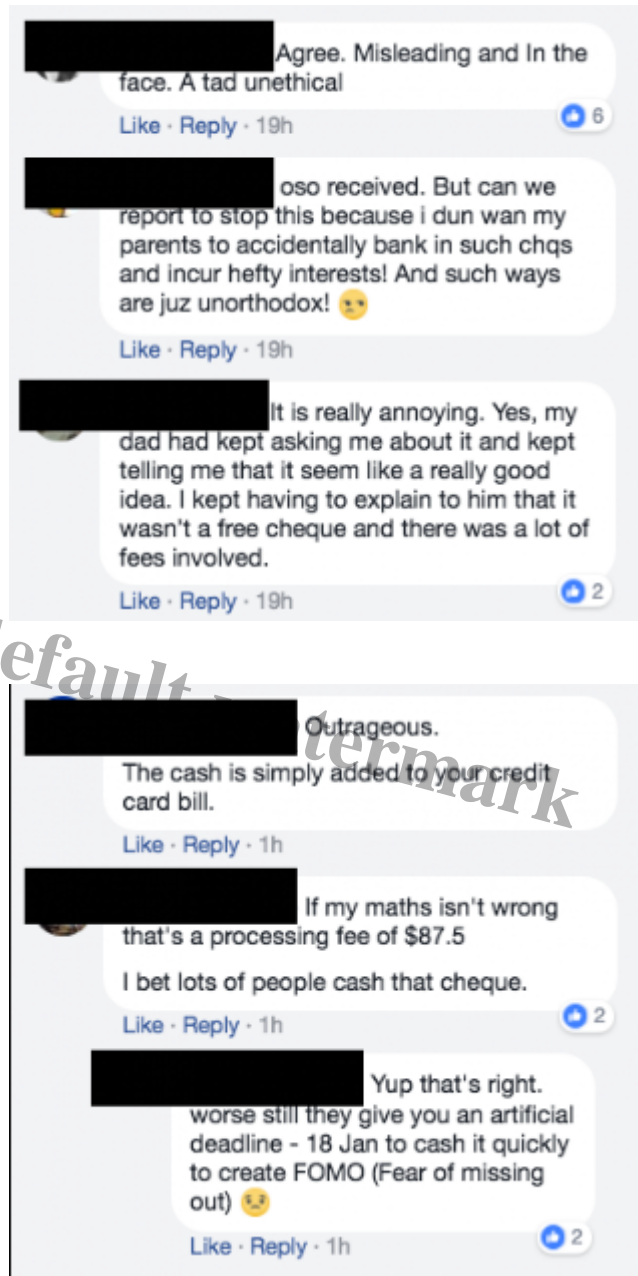 Agree. Misleading and In the
face. A tad unethical
Like · Reply · 19h
6
oso received. But can we
report to stop this because i dun wan my
parents to accidentally bank in such chqs
and incur hefty interests! And such ways
are juz unorthodox!
Like · Reply · 19h
It is really annoying. Yes, my
dad had kept asking me about it and kept
telling me that it seem like a really good
idea. I kept having to explain to him that it
wasn't a free cheque and there was a lot of
fees involved.
Like · Reply · 19h
2
Outrageous.
The cash is simply added to your credit
card bill.
Like · Reply · 1h
If my maths isn't wrong
that's a processing fee of $87.5
I bet lots of people cash that cheque.
Like · Reply · 1h
2
Yup that's right.
worse still they give you an artificial
deadline - 18 Jan to cash it quickly
to create FOMO (Fear of missing
out)
Like · Reply · 1h
2